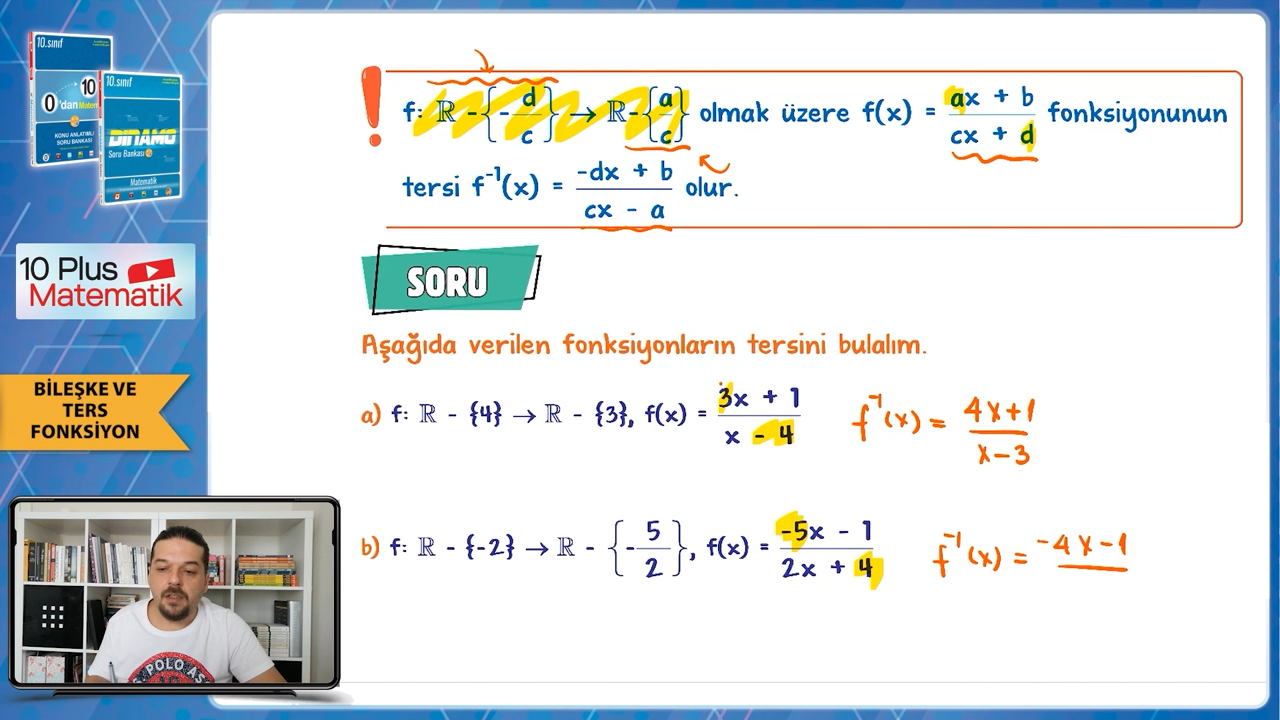 10.sınıf
0'dan 10
KONU ANLATIMLI
SORU BANKASI
10.sınıf
DİNAMO
Soru Bankası
Matematik
10 Plus
Matematik
BİLEŞKE VE
TERS
FONKSİYON
POLO AS
! f: ℝ - {-d/c} → ℝ - {a/c} olmak üzere f(x) = (ax + b)/(cx + d) fonksiyonunun
tersi f⁻¹(x) = (-dx + b)/(cx - a) olur.
SORU
Aşağıda verilen fonksiyonların tersini bulalım.
a) f: ℝ - {4} → ℝ - {3}, f(x) = (3x + 1)/(x - 4) f⁻¹(x) = (4x+1)/(x-3)
b) f: ℝ - {-2} → ℝ - {-5/2}, f(x) = (-5x - 1)/(2x + 4) f⁻¹(x) = -4x-1